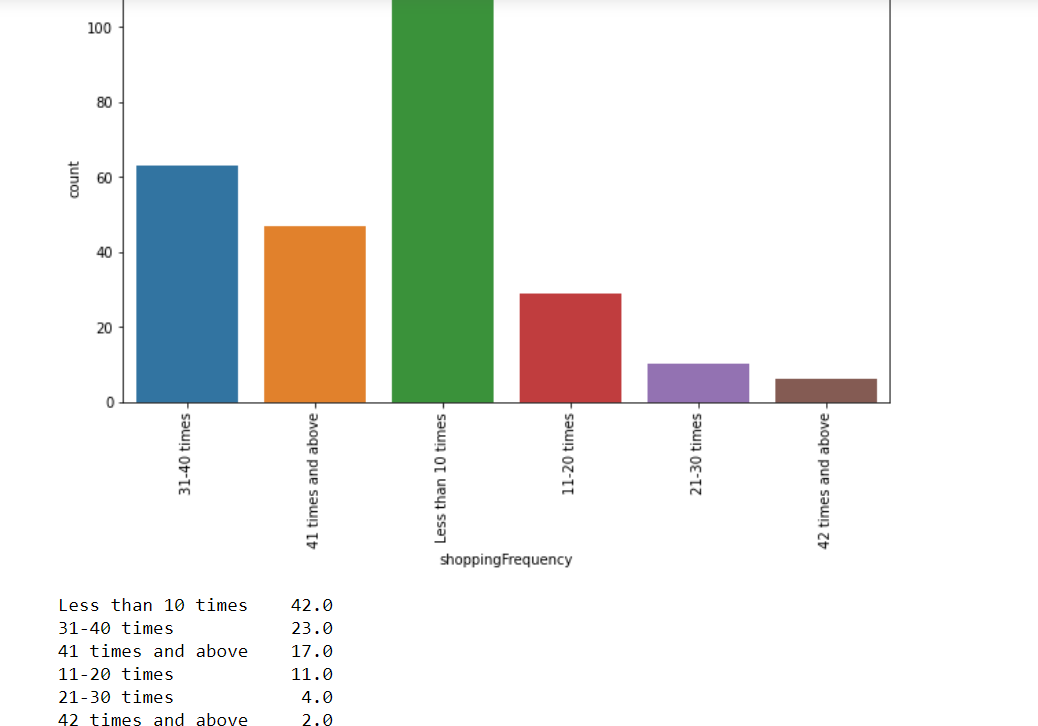 100
80
60
40
20
0
count
31-40 times
41 times and above
Less than 10 times
11-20 times
21-30 times
42 times and above
shoppingFrequency
Less than 10 times 42.0
31-40 times 23.0
41 times and above 17.0
11-20 times 11.0
21-30 times 4.0
42 times and above 2.0